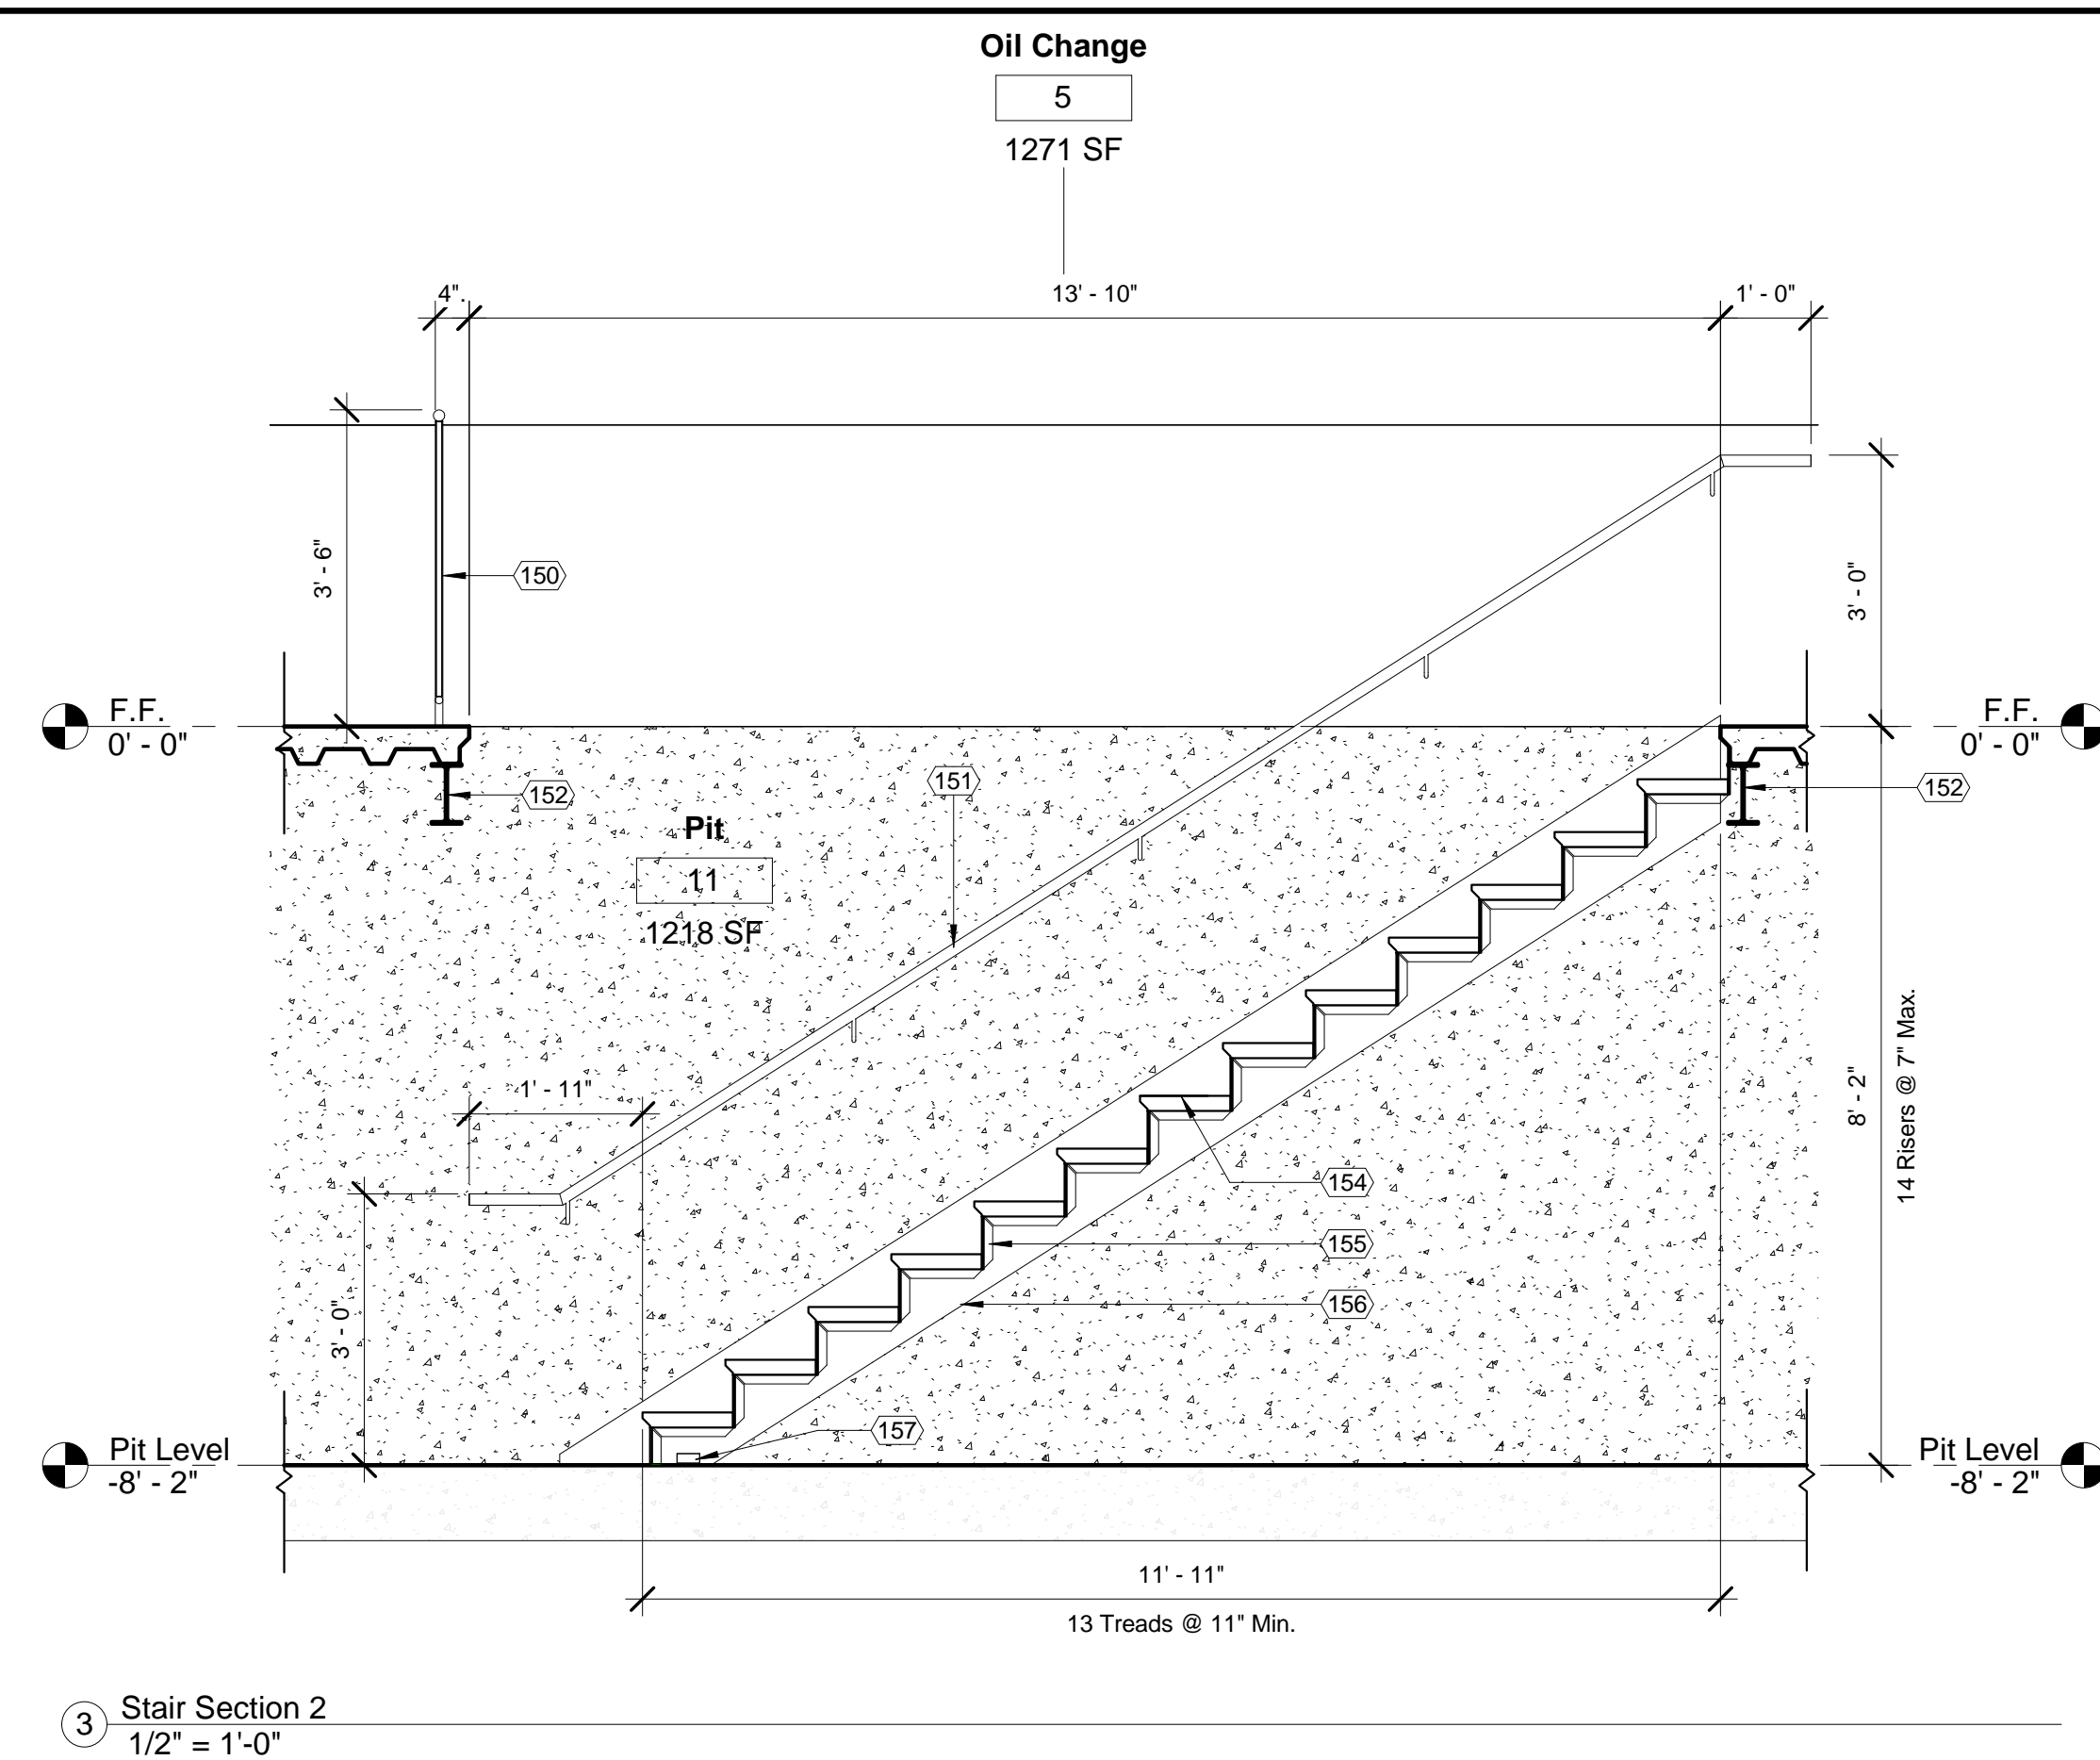 Oil Change
5
1271 SF
4".
13' - 10"
1' - 0"
3' - 6"
150
3' - 0"
F.F.
0' - 0"
F.F.
0' - 0"
152
151
152
Pit
11
1218 SF
1' - 11"
8' - 2"
14 Risers @ 7" Max.
154
155
156
3' - 0"
157
Pit Level
-8' - 2"
Pit Level
-8' - 2"
11' - 11"
13 Treads @ 11" Min.
3
Stair Section 2
1/2" = 1'-0"